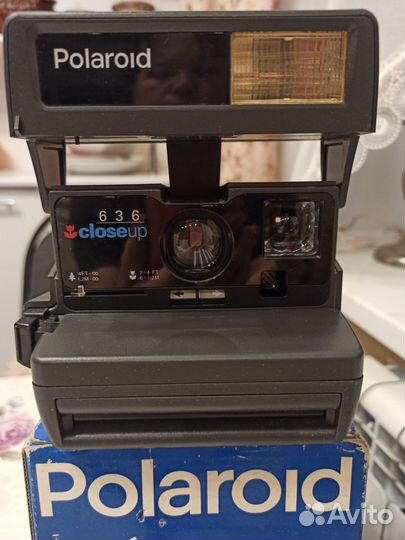 Polaroid
636
closeup
4FT-∞ 2-4 FT
1.2M-∞ .6-1.2M
Polaroid
Avito